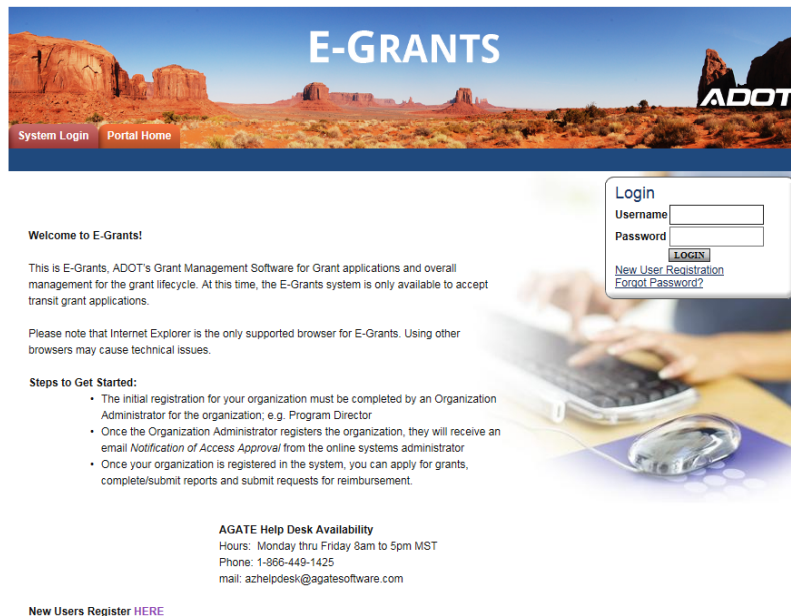 E-GRANTS
ADOT
System Login Portal Home
Login
Username
Password
LOGIN
New User Registration
Forgot Password?
Welcome to E-Grants!
This is E-Grants, ADOT's Grant Management Software for Grant applications and overall
management for the grant lifecycle. At this time, the E-Grants system is only available to accept
transit grant applications.
Please note that Internet Explorer is the only supported browser for E-Grants. Using other
browsers may cause technical issues.
Steps to Get Started:
• The initial registration for your organization must be completed by an Organization
Administrator for the organization; e.g. Program Director
• Once the Organization Administrator registers the organization, they will receive an
email Notification of Access Approval from the online systems administrator
• Once your organization is registered in the system, you can apply for grants,
complete/submit reports and submit requests for reimbursement.
AGATE Help Desk Availability
Hours: Monday thru Friday 8am to 5pm MST
Phone: 1-866-449-1425
mail: azhelpdesk@agatesoftware.com
New Users Register HERE